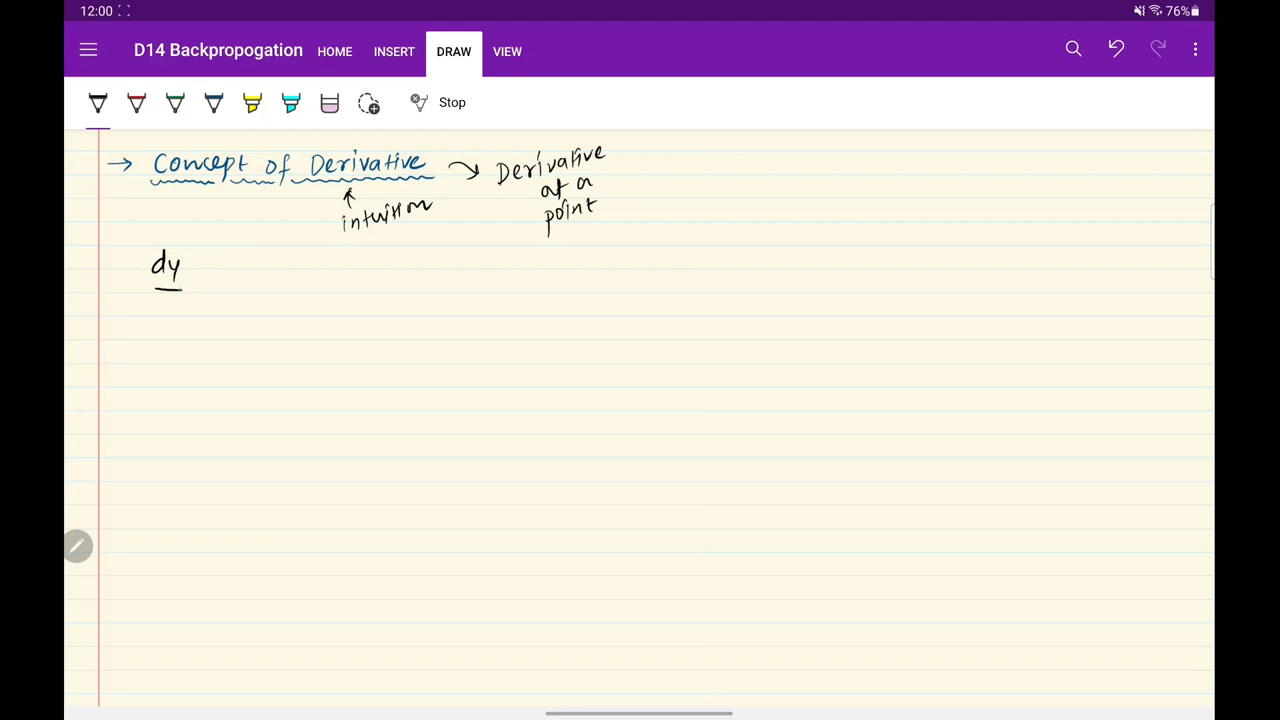 12:00 76%
D14 Backpropogation HOME INSERT DRAW VIEW
Stop
→ Concept of Derivative → Derivative
at a
point
↑
intuition
dy